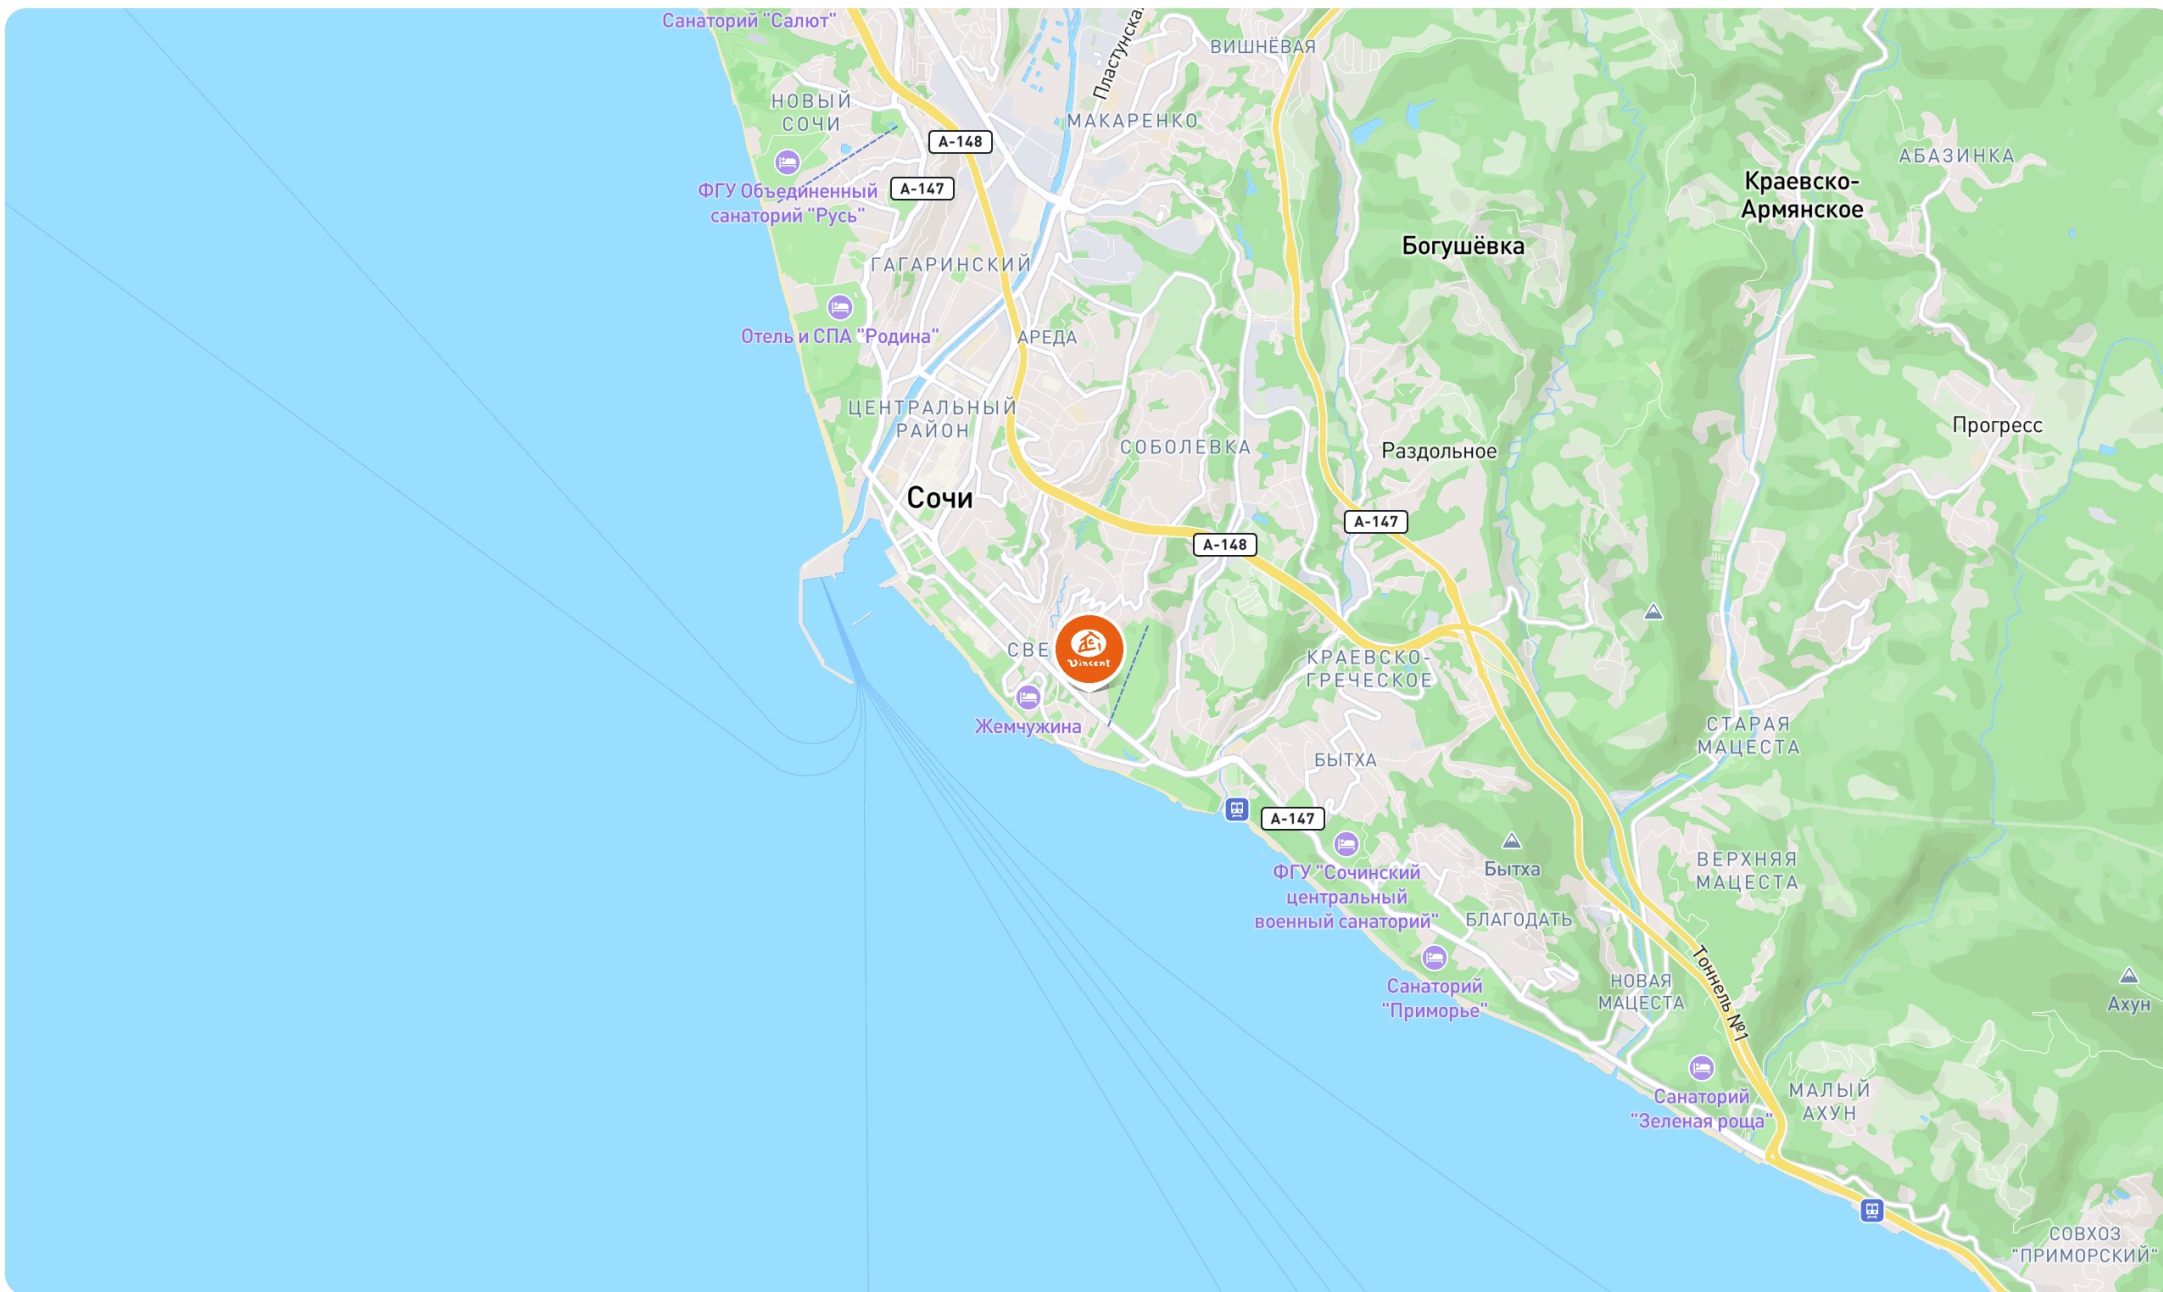 Санаторий "Салют"
Пластунская
ВИШНЁВАЯ
НОВЫЙ
СОЧИ
МАКАРЕНКО
А-148
АБАЗИНКА
ФГУ Объединенный
санаторий "Русь"
А-147
Краевско-
Армянское
Богушёвка
ГАГАРИНСКИЙ
Отель и СПА "Родина"
АРЕДА
ЦЕНТРАЛЬНЫЙ
РАЙОН
СОБОЛЕВКА
Раздольное
Прогресс
Сочи
А-147
А-148
СВЕ
Vincent
КРАЕВСКО-
ГРЕЧЕСКОЕ
Жемчужина
СТАРАЯ
МАЦЕСТА
БЫТХА
А-147
ФГУ "Сочинский
центральный
военный санаторий"
Бытха
ВЕРХНЯЯ
МАЦЕСТА
БЛАГОДАТЬ
Санаторий
"Приморье"
НОВАЯ
МАЦЕСТА
Тоннель №1
Ахун
Санаторий
"Зеленая роща"
МАЛЫЙ
АХУН
СОВХОЗ
"ПРИМОРСКИЙ"